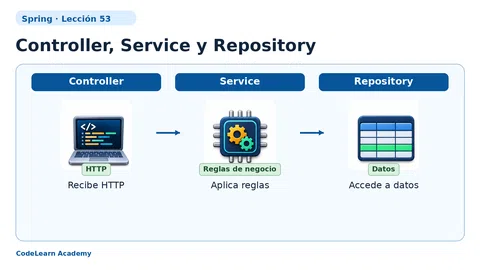 Spring · Lección 53
Controller, Service y Repository
Controller
Service
Repository
</>
HTTP
Reglas de negocio
Datos
Recibe HTTP
Aplica reglas
Accede a datos
CodeLearn Academy